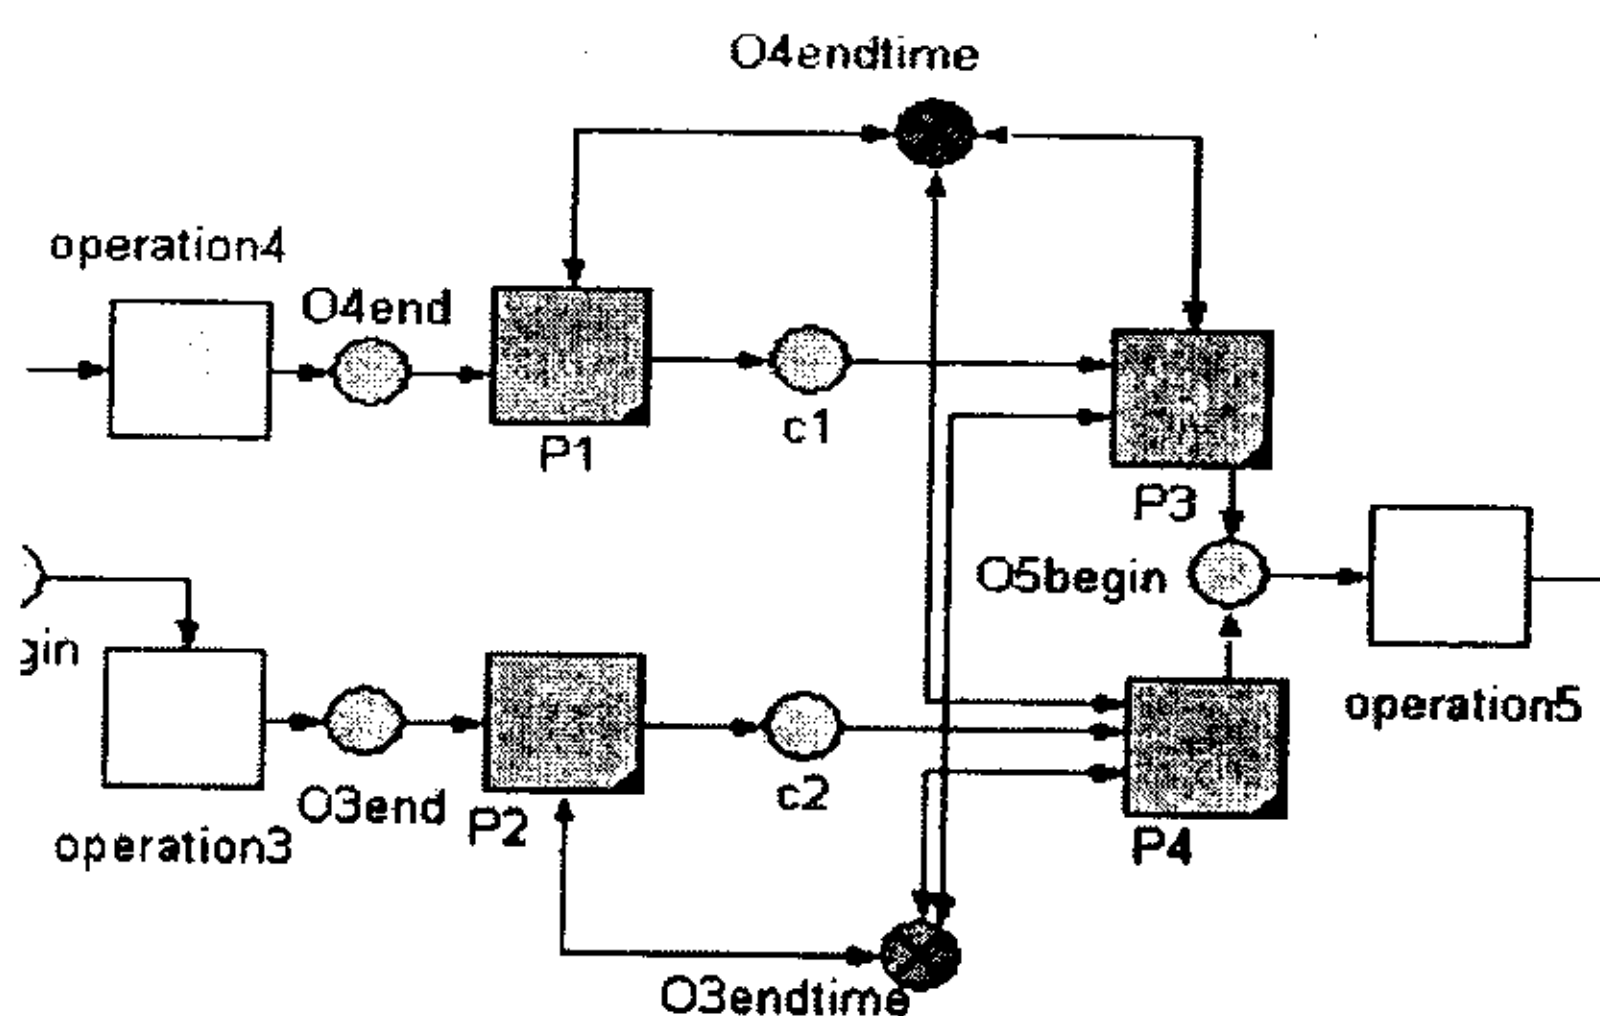 O4endtime
operation4
O4end
P1
c1
P3
O5begin
gin
operation5
O3end
P2
c2
P4
operation3
O3endtime